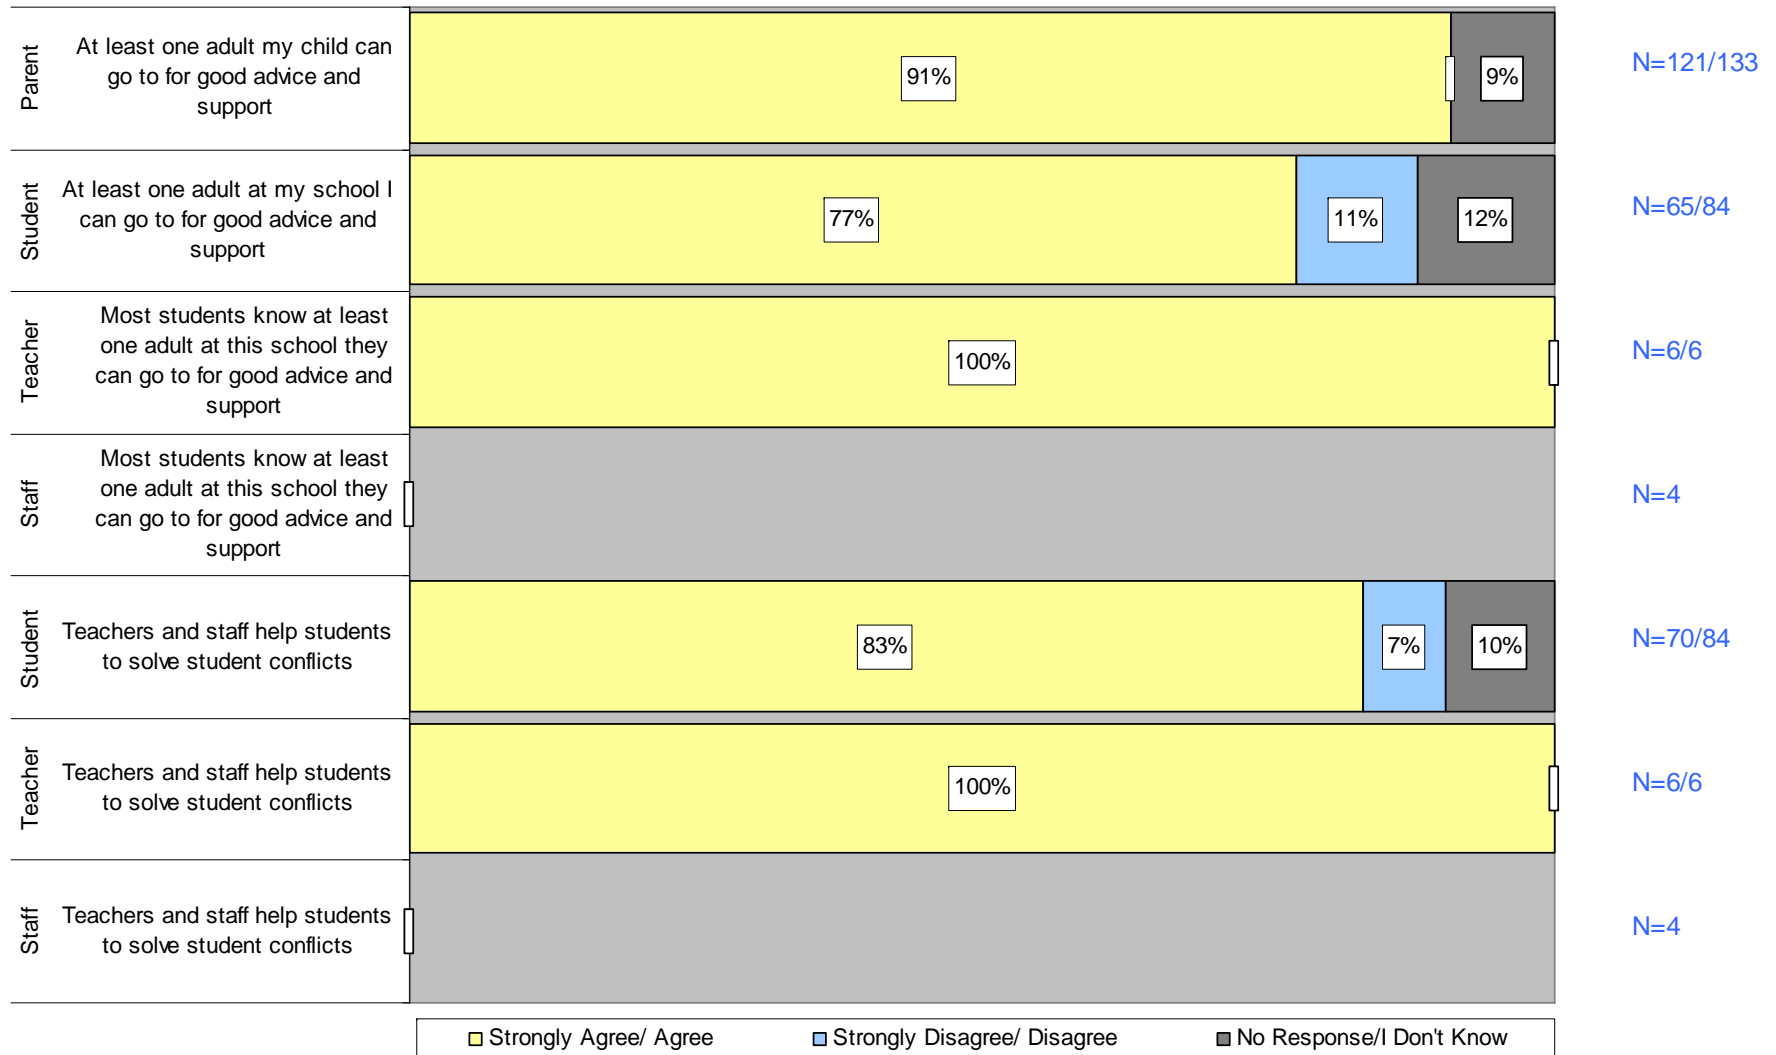 Parent
At least one adult my child can
go to for good advice and
support
91%
9%
N=121/133
Student
At least one adult at my school I
can go to for good advice and
support
77%
11%
12%
N=65/84
Teacher
Most students know at least
one adult at this school they
can go to for good advice and
support
100%
N=6/6
Staff
Most students know at least
one adult at this school they
can go to for good advice and
support
N=4
Student
Teachers and staff help students
to solve student conflicts
83%
7%
10%
N=70/84
Teacher
Teachers and staff help students
to solve student conflicts
100%
N=6/6
Staff
Teachers and staff help students
to solve student conflicts
N=4
Strongly Agree/ Agree
Strongly Disagree/ Disagree
No Response/I Don't Know